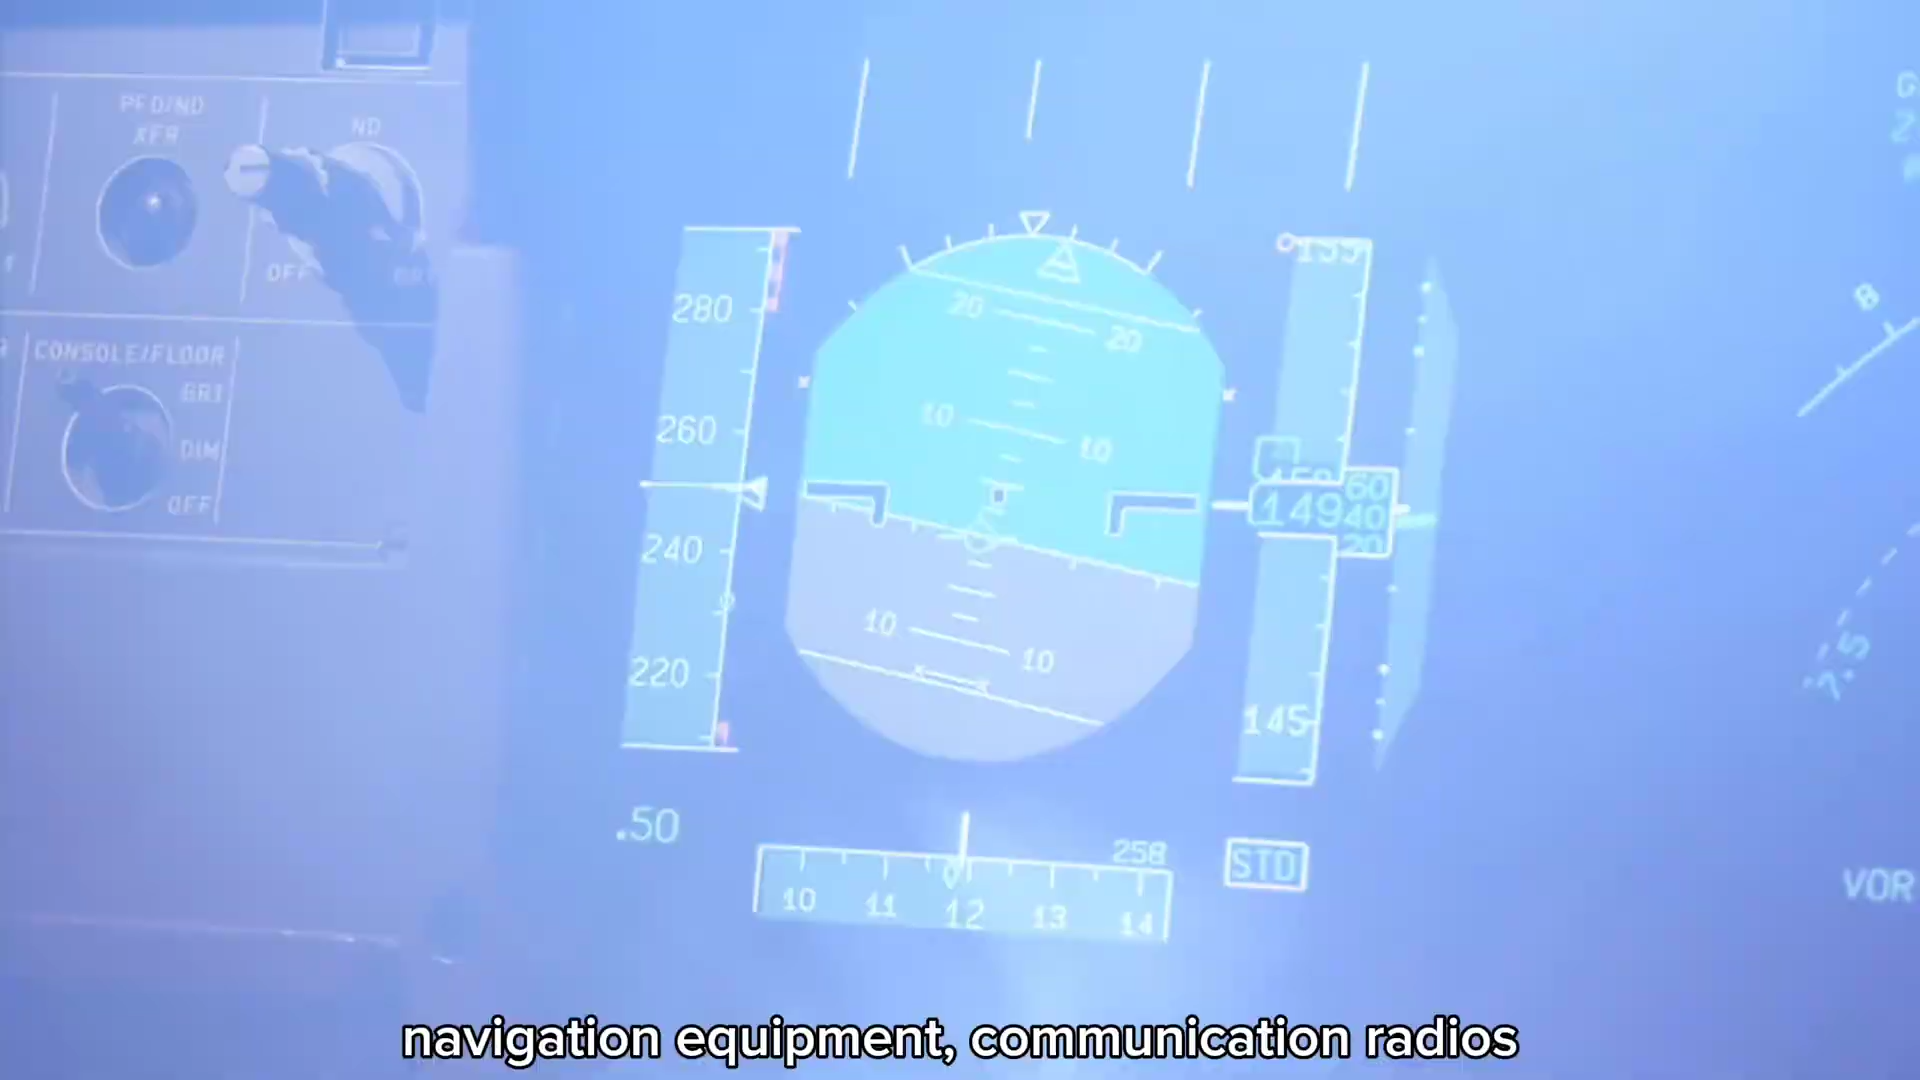 PFD/ND
XFR
ND
OFF
BRT
CONSOLE/FLOOR
BRT
DIM
OFF
280
260
240
220
.50
20
20
10
10
10
10
149
60
40
20
145
STD
258
10 11 12 13 14
VOR
navigation equipment, communication radios